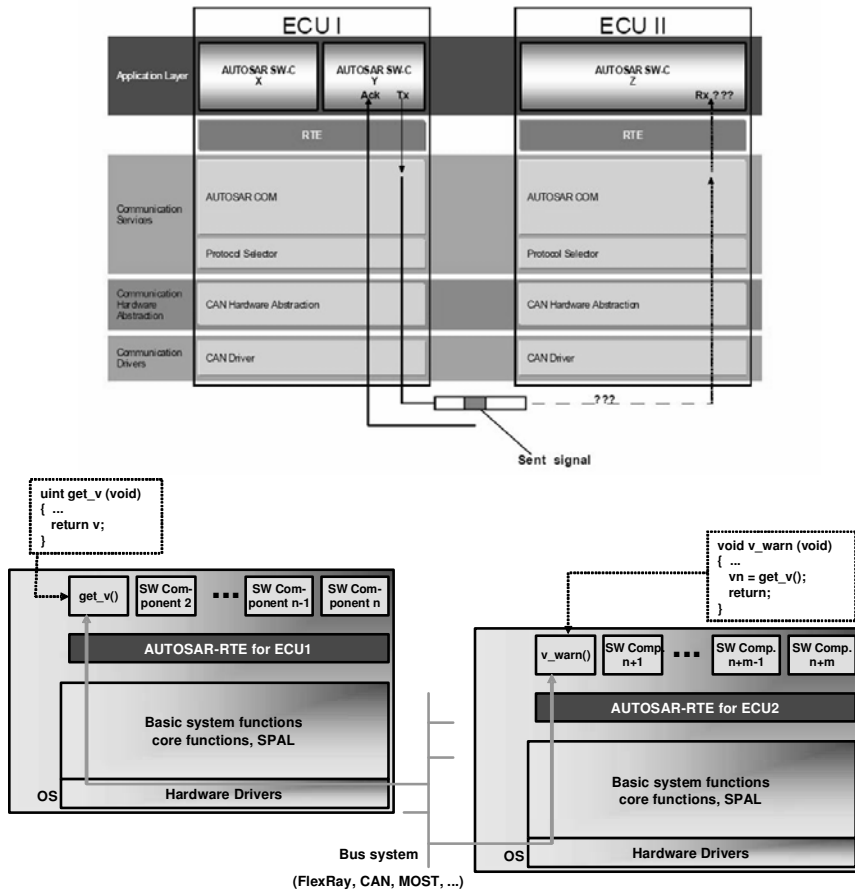 ECU I
ECU II
Application Layer
AUTOSAR SW-C
X
AUTOSAR SW-C
Y
Ack Tx
AUTOSAR SW-C
Z
Rx ???
RTE
RTE
Communication
Services
AUTOSAR COM
AUTOSAR COM
Protocol Selector
Protocol Selector
Communication
Hardware
Abstraction
CAN Hardware Abstraction
CAN Hardware Abstraction
Communication
Drivers
CAN Driver
CAN Driver
???
Sent signal
uint get_v (void)
{ ...
return v;
}
void v_warn (void)
{ ...
vn = get_v();
return;
}
get_v()
SW Com-
ponent 2
...
SW Com-
ponent n-1
SW Com-
ponent n
AUTOSAR-RTE for ECU1
Basic system functions
core functions, SPAL
OS
Hardware Drivers
v_warn()
SW Comp.
n+1
...
SW Comp.
n+m-1
SW Comp.
n+m
AUTOSAR-RTE for ECU2
Basic system functions
core functions, SPAL
OS
Hardware Drivers
Bus system
(FlexRay, CAN, MOST, ...)